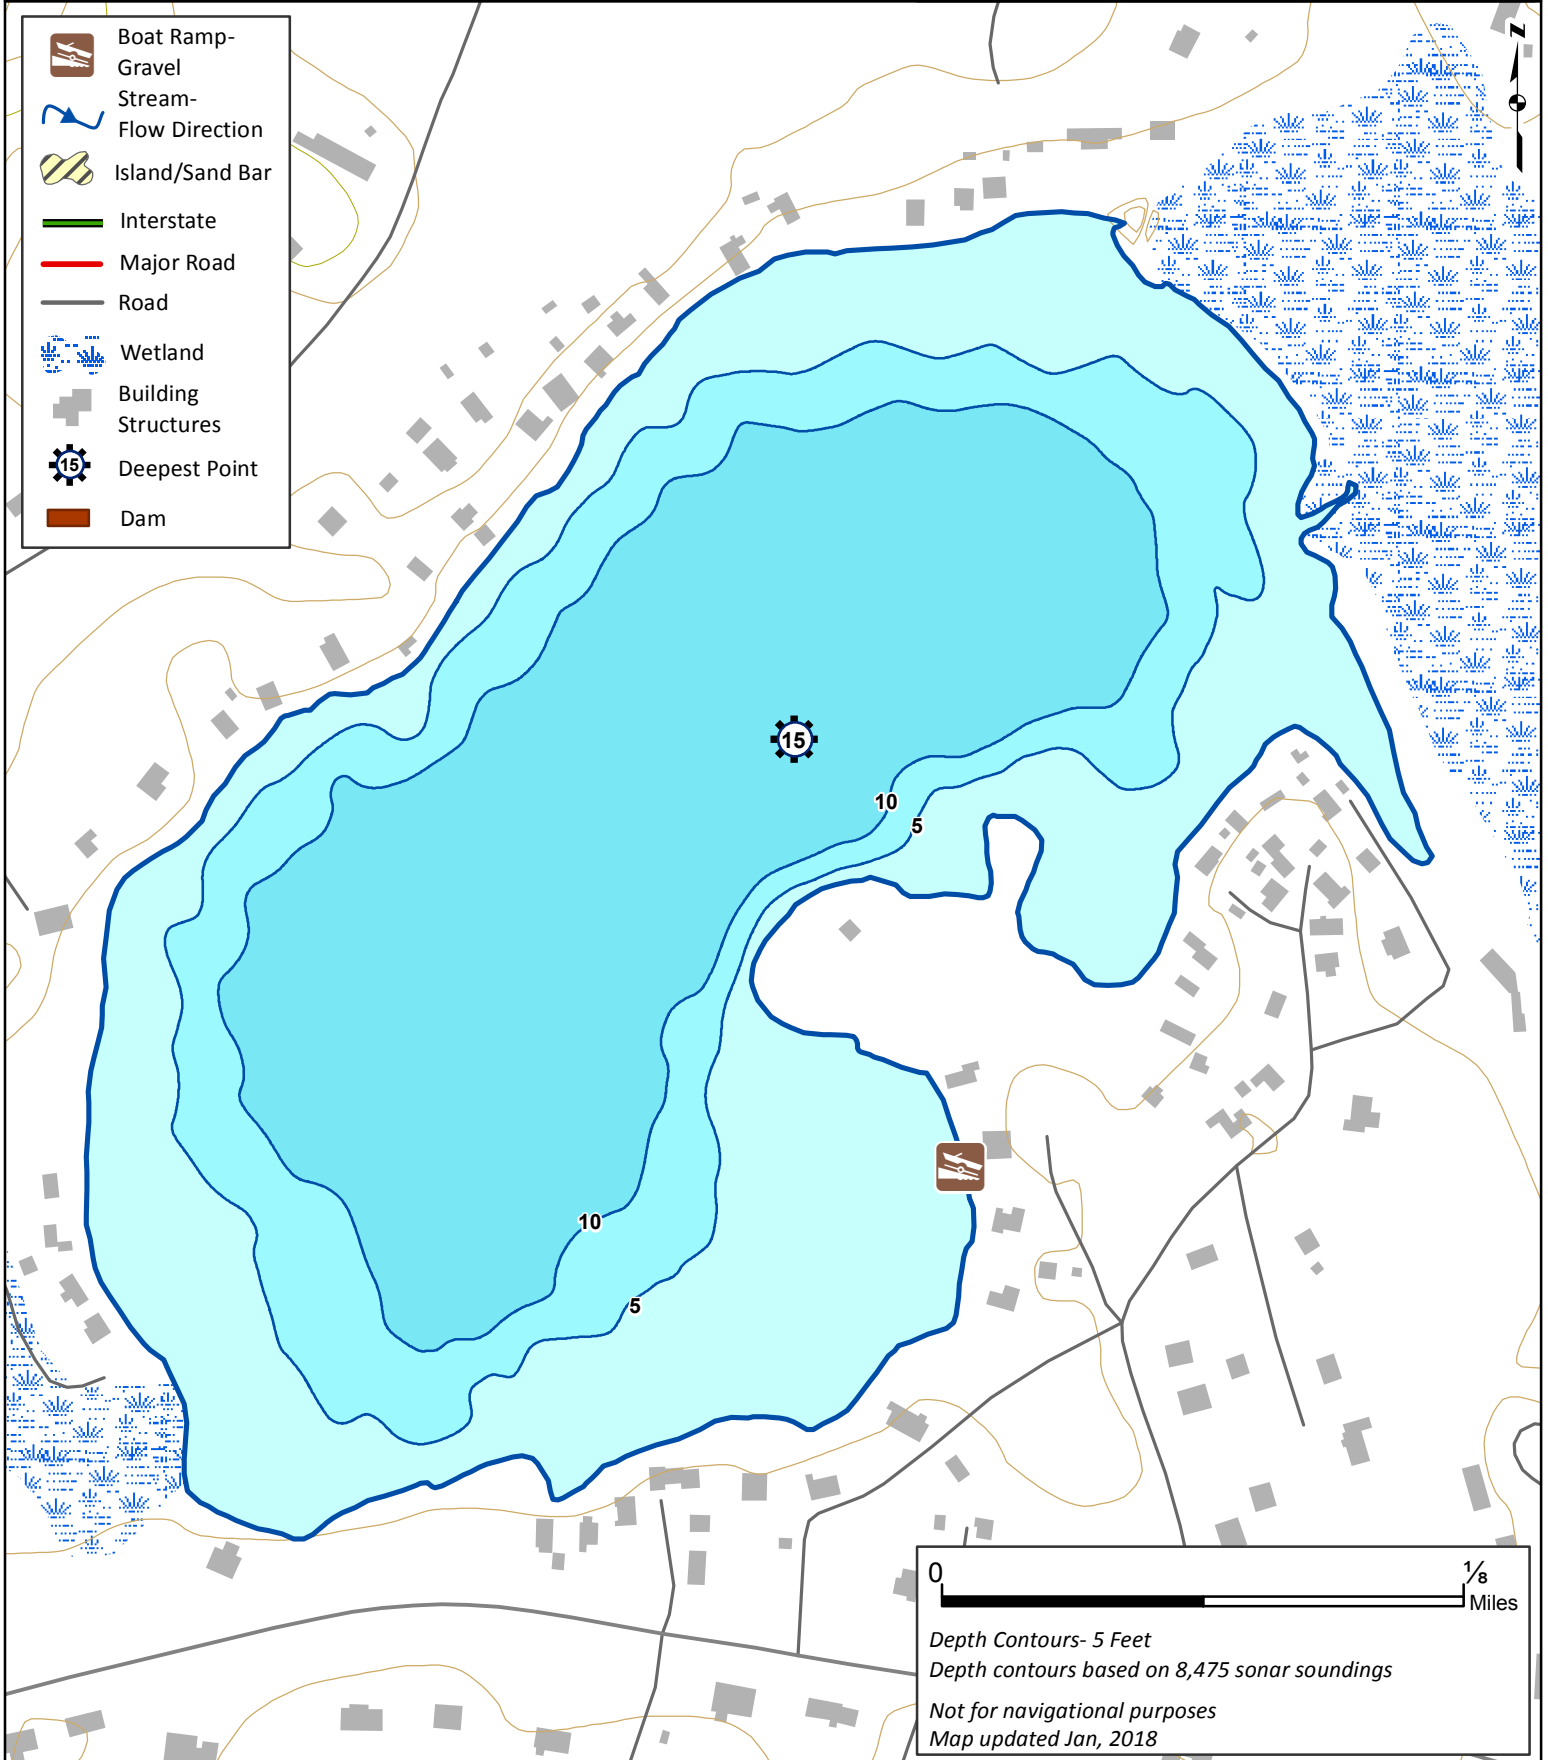 Boat Ramp-
Gravel
Stream-
Flow Direction
Island/Sand Bar
Interstate
Major Road
Road
Wetland
Building
Structures
15
Deepest Point
Dam
N
15
10
5
10
5
0
⅛
Miles
Depth Contours- 5 Feet
Depth contours based on 8,475 sonar soundings
Not for navigational purposes
Map updated Jan, 2018